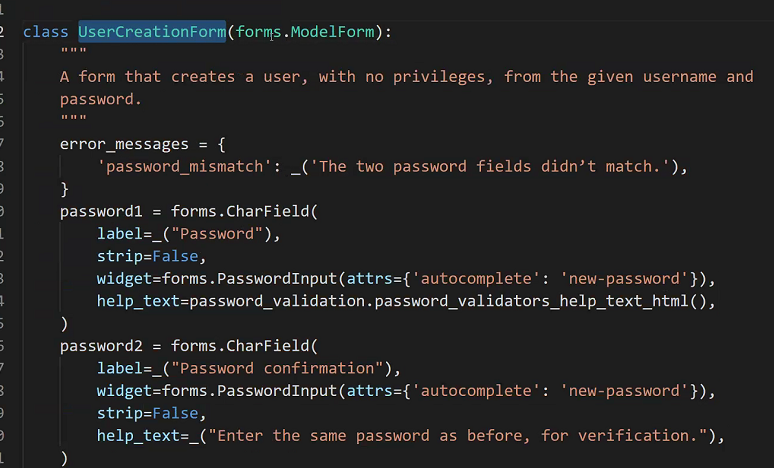 class UserCreationForm(forms.ModelForm):
"""
A form that creates a user, with no privileges, from the given username and
password.
"""
error_messages = {
'password_mismatch': _('The two password fields didn’t match.'),
}
password1 = forms.CharField(
label=_("Password"),
strip=False,
widget=forms.PasswordInput(attrs={'autocomplete': 'new-password'}),
help_text=password_validation.password_validators_help_text_html(),
)
password2 = forms.CharField(
label=_("Password confirmation"),
widget=forms.PasswordInput(attrs={'autocomplete': 'new-password'}),
strip=False,
help_text=_("Enter the same password as before, for verification."),
)